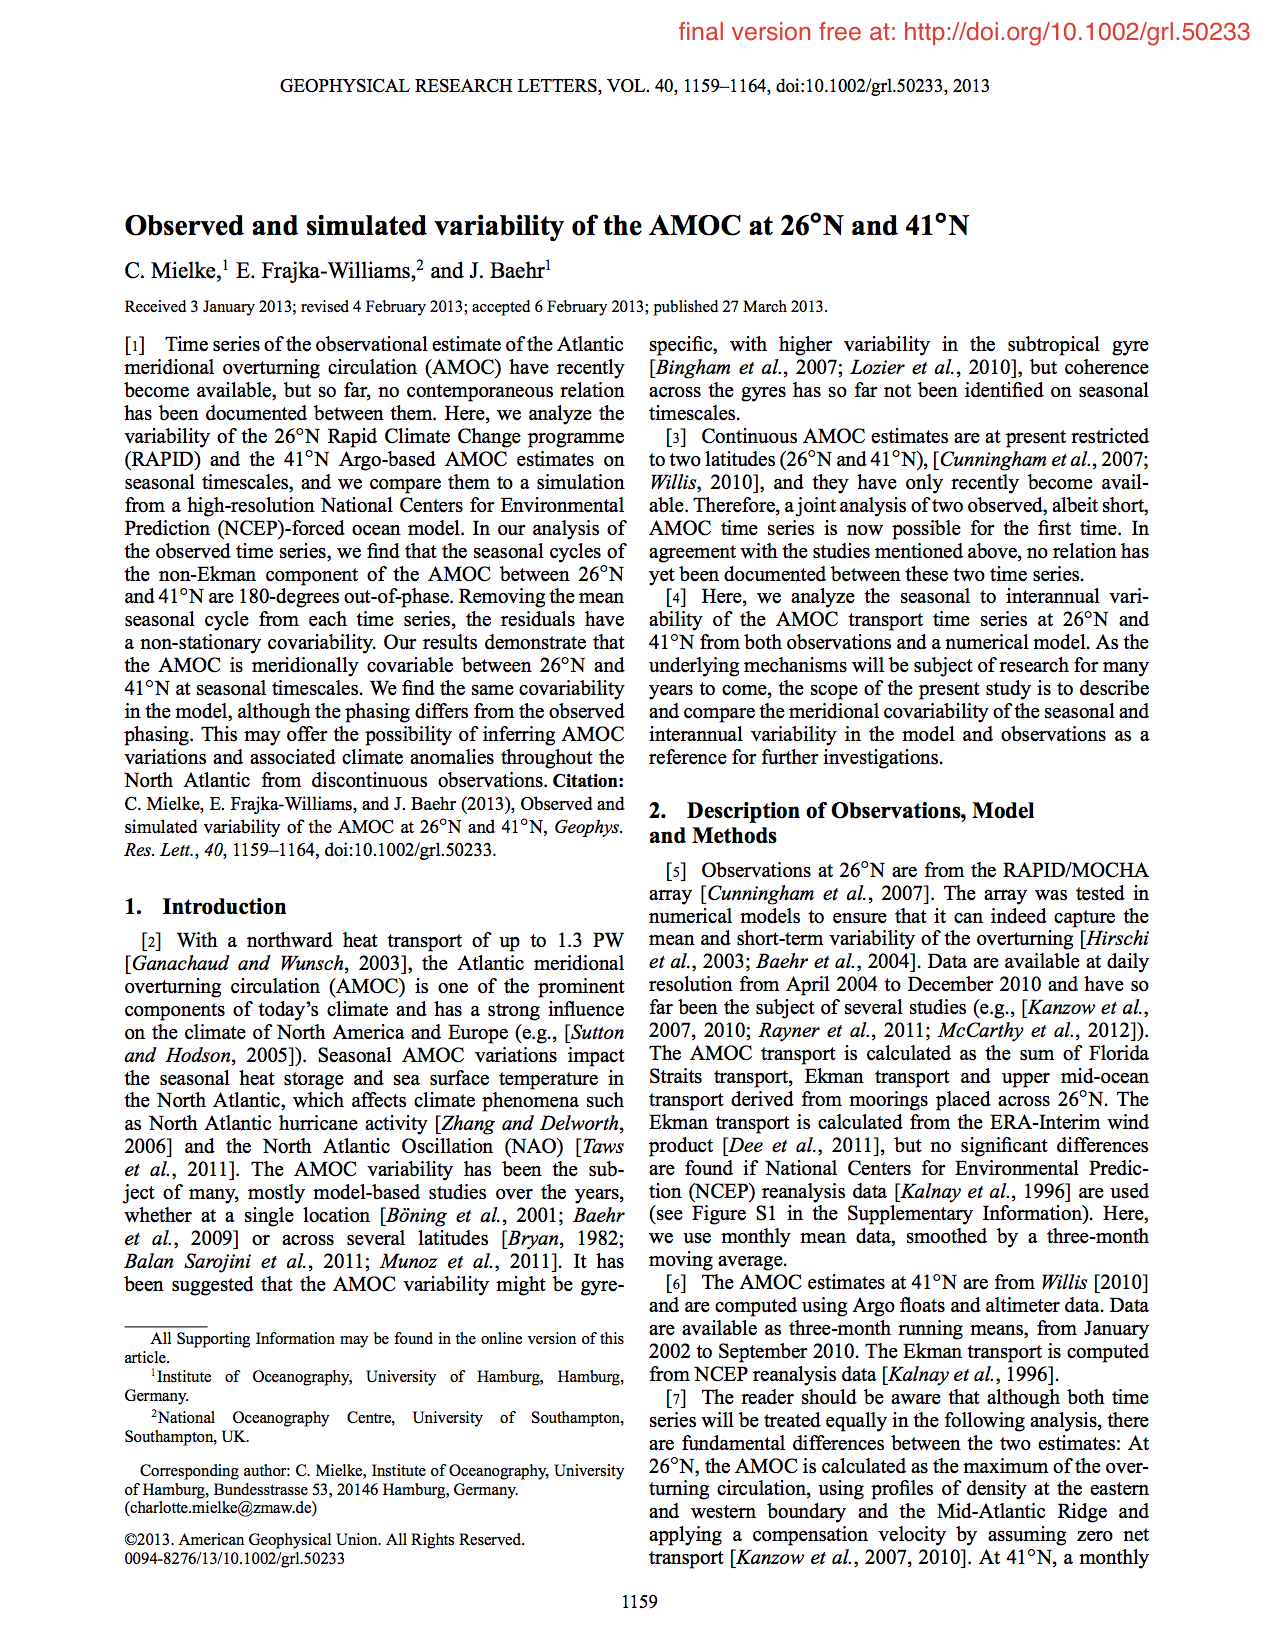 final version free at: http://doi.org/10.1002/grl.50233
GEOPHYSICAL RESEARCH LETTERS, VOL. 40, 1159–1164, doi:10.1002/grl.50233, 2013
Observed and simulated variability of the AMOC at 26°N and 41°N
C. Mielke,1 E. Frajka-Williams,2 and J. Baehr1
Received 3 January 2013; revised 4 February 2013; accepted 6 February 2013; published 27 March 2013.
[1] Time series of the observational estimate of the Atlantic
meridional overturning circulation (AMOC) have recently
become available, but so far, no contemporaneous relation
has been documented between them. Here, we analyze the
variability of the 26°N Rapid Climate Change programme
(RAPID) and the 41°N Argo-based AMOC estimates on
seasonal timescales, and we compare them to a simulation
from a high-resolution National Centers for Environmental
Prediction (NCEP)-forced ocean model. In our analysis of
the observed time series, we find that the seasonal cycles of
the non-Ekman component of the AMOC between 26°N
and 41°N are 180-degrees out-of-phase. Removing the mean
seasonal cycle from each time series, the residuals have
a non-stationary covariability. Our results demonstrate that
the AMOC is meridionally covariable between 26°N and
41°N at seasonal timescales. We find the same covariability
in the model, although the phasing differs from the observed
phasing. This may offer the possibility of inferring AMOC
variations and associated climate anomalies throughout the
North Atlantic from discontinuous observations. Citation:
C. Mielke, E. Frajka-Williams, and J. Baehr (2013), Observed and
simulated variability of the AMOC at 26°N and 41°N, Geophys.
Res. Lett., 40, 1159–1164, doi:10.1002/grl.50233.
1. Introduction
[2] With a northward heat transport of up to 1.3 PW
[Ganachaud and Wunsch, 2003], the Atlantic meridional
overturning circulation (AMOC) is one of the prominent
components of today's climate and has a strong influence
on the climate of North America and Europe (e.g., [Sutton
and Hodson, 2005]). Seasonal AMOC variations impact
the seasonal heat storage and sea surface temperature in
the North Atlantic, which affects climate phenomena such
as North Atlantic hurricane activity [Zhang and Delworth,
2006] and the North Atlantic Oscillation (NAO) [Taws
et al., 2011]. The AMOC variability has been the sub-
ject of many, mostly model-based studies over the years,
whether at a single location [Böning et al., 2001; Baehr
et al., 2009] or across several latitudes [Bryan, 1982;
Balan Sarojini et al., 2011; Munoz et al., 2011]. It has
been suggested that the AMOC variability might be gyre-
All Supporting Information may be found in the online version of this
article.
1Institute of Oceanography, University of Hamburg, Hamburg,
Germany.
2National Oceanography Centre, University of Southampton,
Southampton, UK.
Corresponding author: C. Mielke, Institute of Oceanography, University
of Hamburg, Bundesstrasse 53, 20146 Hamburg, Germany.
(charlotte.mielke@zmaw.de)
©2013. American Geophysical Union. All Rights Reserved.
0094-8276/13/10.1002/grl.50233
specific, with higher variability in the subtropical gyre
[Bingham et al., 2007; Lozier et al., 2010], but coherence
across the gyres has so far not been identified on seasonal
timescales.
[3] Continuous AMOC estimates are at present restricted
to two latitudes (26°N and 41°N), [Cunningham et al., 2007;
Willis, 2010], and they have only recently become avail-
able. Therefore, a joint analysis of two observed, albeit short,
AMOC time series is now possible for the first time. In
agreement with the studies mentioned above, no relation has
yet been documented between these two time series.
[4] Here, we analyze the seasonal to interannual vari-
ability of the AMOC transport time series at 26°N and
41°N from both observations and a numerical model. As the
underlying mechanisms will be subject of research for many
years to come, the scope of the present study is to describe
and compare the meridional covariability of the seasonal and
interannual variability in the model and observations as a
reference for further investigations.
2. Description of Observations, Model
and Methods
[5] Observations at 26°N are from the RAPID/MOCHA
array [Cunningham et al., 2007]. The array was tested in
numerical models to ensure that it can indeed capture the
mean and short-term variability of the overturning [Hirschi
et al., 2003; Baehr et al., 2004]. Data are available at daily
resolution from April 2004 to December 2010 and have so
far been the subject of several studies (e.g., [Kanzow et al.,
2007, 2010; Rayner et al., 2011; McCarthy et al., 2012]).
The AMOC transport is calculated as the sum of Florida
Straits transport, Ekman transport and upper mid-ocean
transport derived from moorings placed across 26°N. The
Ekman transport is calculated from the ERA-Interim wind
product [Dee et al., 2011], but no significant differences
are found if National Centers for Environmental Predic-
tion (NCEP) reanalysis data [Kalnay et al., 1996] are used
(see Figure S1 in the Supplementary Information). Here,
we use monthly mean data, smoothed by a three-month
moving average.
[6] The AMOC estimates at 41°N are from Willis [2010]
and are computed using Argo floats and altimeter data. Data
are available as three-month running means, from January
2002 to September 2010. The Ekman transport is computed
from NCEP reanalysis data [Kalnay et al., 1996].
[7] The reader should be aware that although both time
series will be treated equally in the following analysis, there
are fundamental differences between the two estimates: At
26°N, the AMOC is calculated as the maximum of the over-
turning circulation, using profiles of density at the eastern
and western boundary and the Mid-Atlantic Ridge and
applying a compensation velocity by assuming zero net
transport [Kanzow et al., 2007, 2010]. At 41°N, a monthly
1159